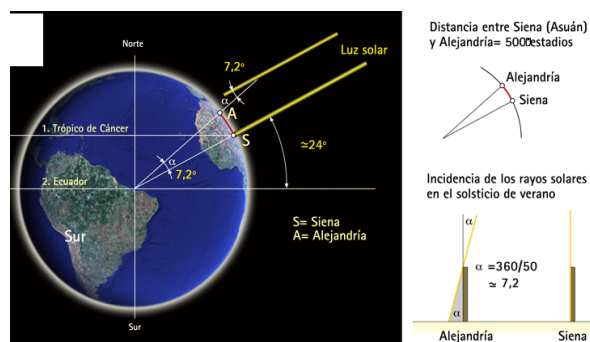 Norte
Luz solar
7,2º
α
A
1. Trópico de Cáncer
S
α
≃24º
7,2º
2. Ecuador
Sur
S= Siena
A= Alejandría
Sur
Distancia entre Siena (Asuán)
y Alejandría= 500 estadios
Alejandría
Siena
Incidencia de los rayos solares
en el solsticio de verano
α
α =360/50
≃ 7,2
α
Alejandría
Siena